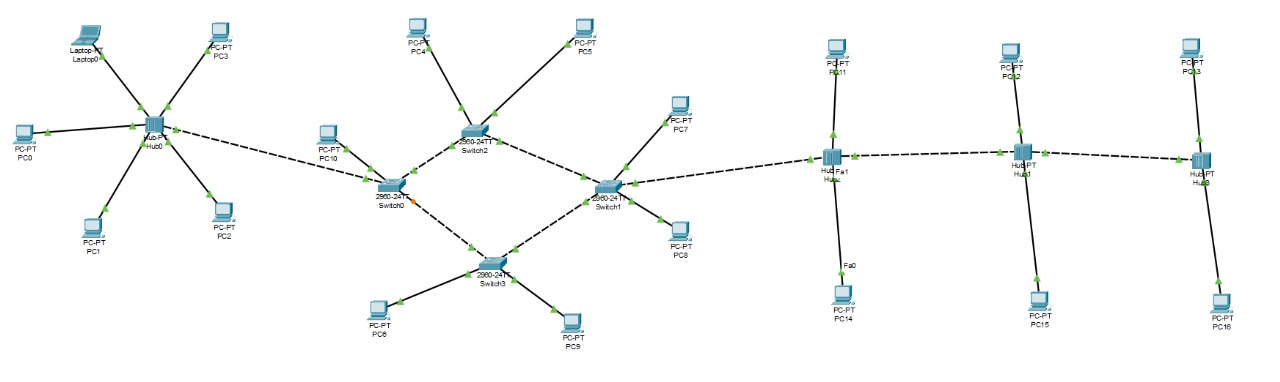 Laptop-PT
Laptop0
PC-PT
PC3
PC-PT
PC4
PC-PT
PC5
PC-PT
PC0
Hub-PT
Hub0
PC-PT
PC10
2960-24TT
Switch2
PC-PT
PC7
2960-24TT
Switch0
2960-24TT
Switch1
PC-PT
PC1
PC-PT
PC2
PC-PT
PC8
2960-24TT
Switch3
PC-PT
PC6
PC-PT
PC9
PC-PT
PC11
PC-PT
PC12
PC-PT
PC13
Fa1
Hub2
Hub-PT
Hub1
Hub-PT
Hub3
Fa0
PC-PT
PC14
PC-PT
PC15
PC-PT
PC16